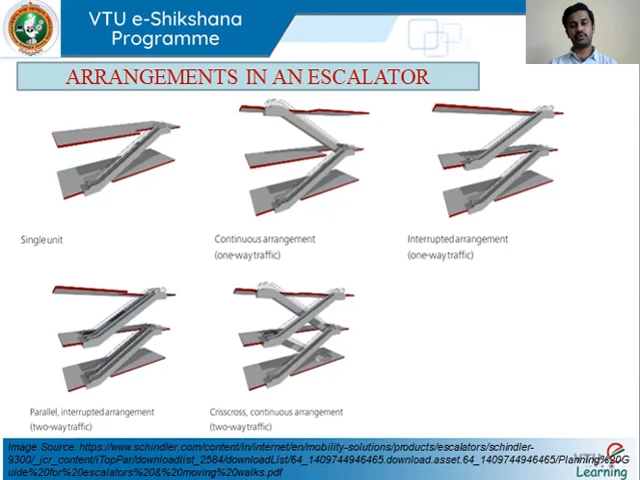 VTU e-Shikshana
Programme
ARRANGEMENTS IN AN ESCALATOR
Single unit
Continuous arrangement
(one-way traffic)
Interrupted arrangement
(one-way traffic)
Parallel, interrupted arrangement
(two-way traffic)
Crisscross, continuous arrangement
(two-way traffic)
Image Source: https://www.schindler.com/content/in/internet/en/mobility-solutions/products/escalators/schindler-
9300/_jcr_content/iTopPar/downloadlist_2584/downloadList/64_1409744946465.download.asset.64_1409744946465/Planning%20G
uide%20for%20escalators%20&%20moving%20walks.pdf
VTU
Learning